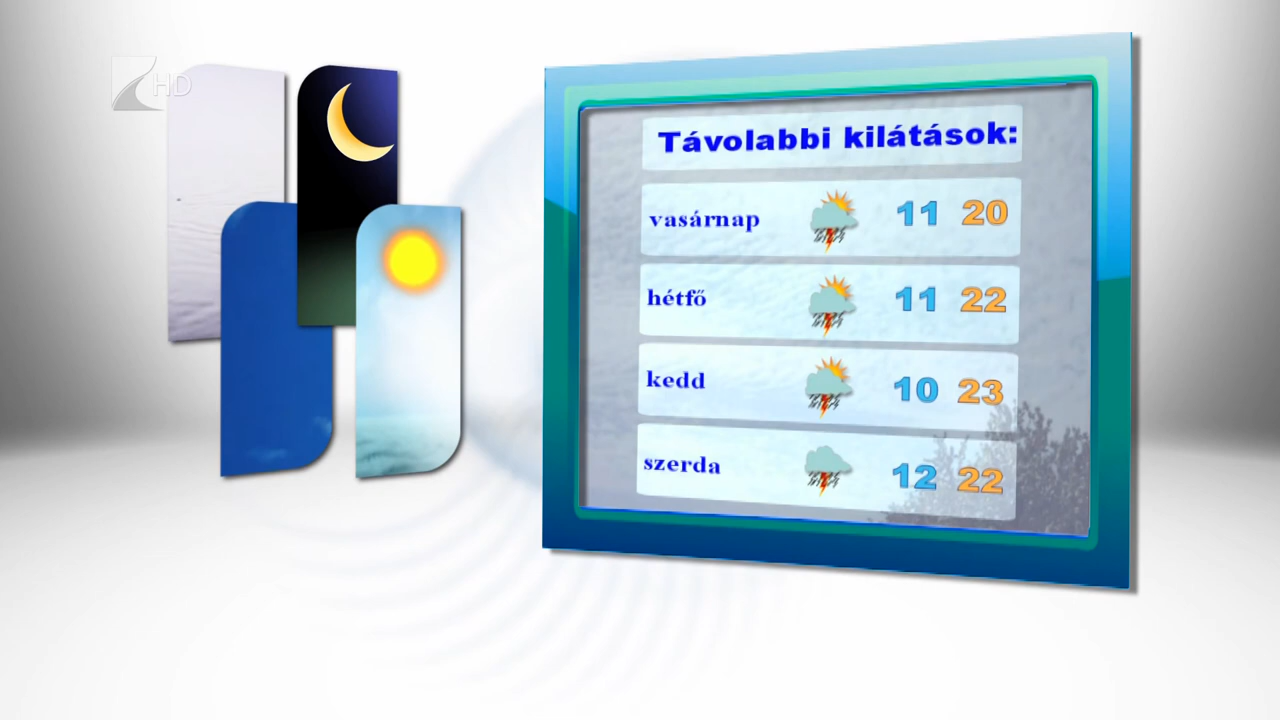 HD
Távolabbi kilátások:
vasárnap 11 20
hétfő 11 22
kedd 10 23
szerda 12 22